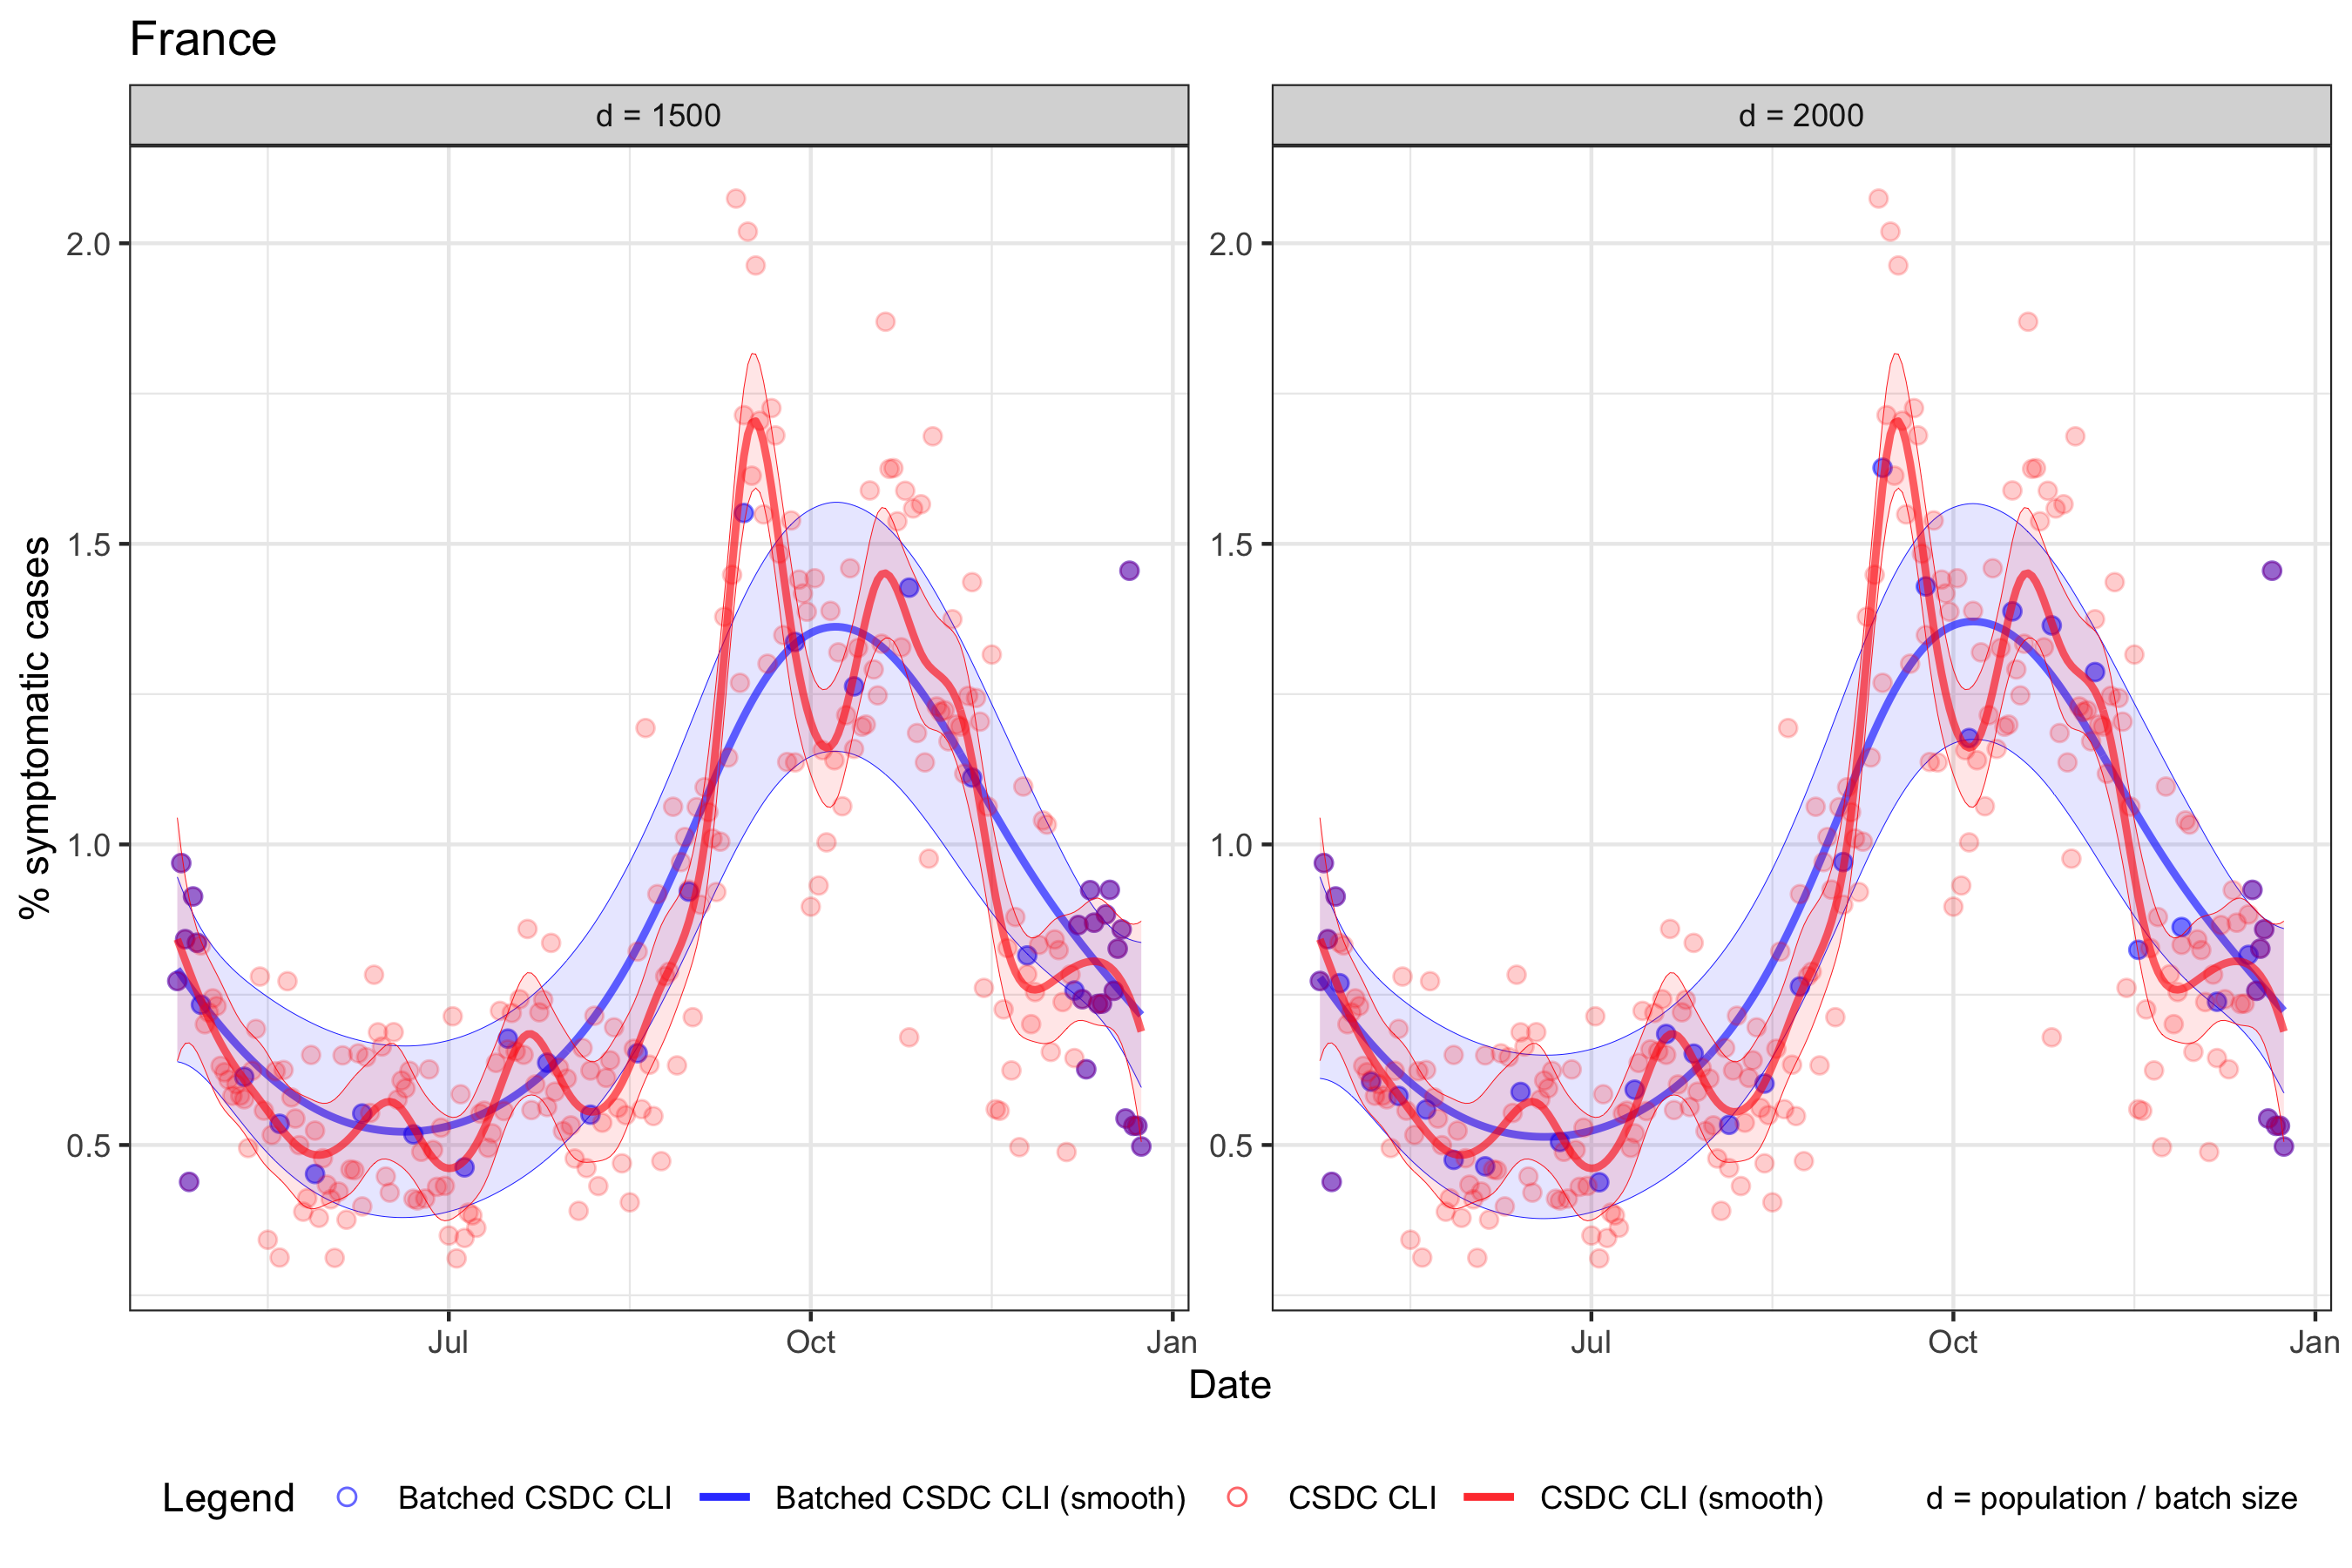 France
d = 1500
d = 2000
% symptomatic cases
2.0
1.5
1.0
0.5
2.0
1.5
1.0
0.5
Jul
Oct
Jan
Jul
Oct
Jan
Date
Legend
Batched CSDC CLI
Batched CSDC CLI (smooth)
CSDC CLI
CSDC CLI (smooth)
d = population / batch size